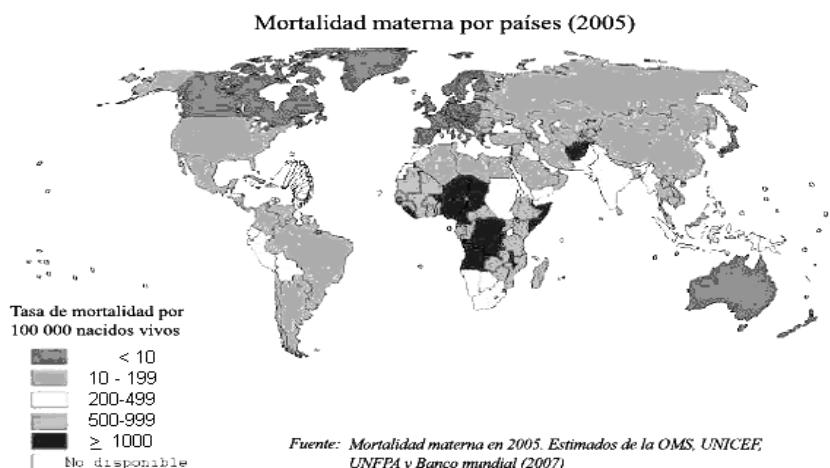 Mortalidad materna por países (2005)
Tasa de mortalidad por
100 000 nacidos vivos
< 10
10 - 199
200-499
500-999
≥ 1000
No disponible
Fuente: Mortalidad materna en 2005. Estimados de la OMS, UNICEF,
UNFPA y Banco mundial (2007)